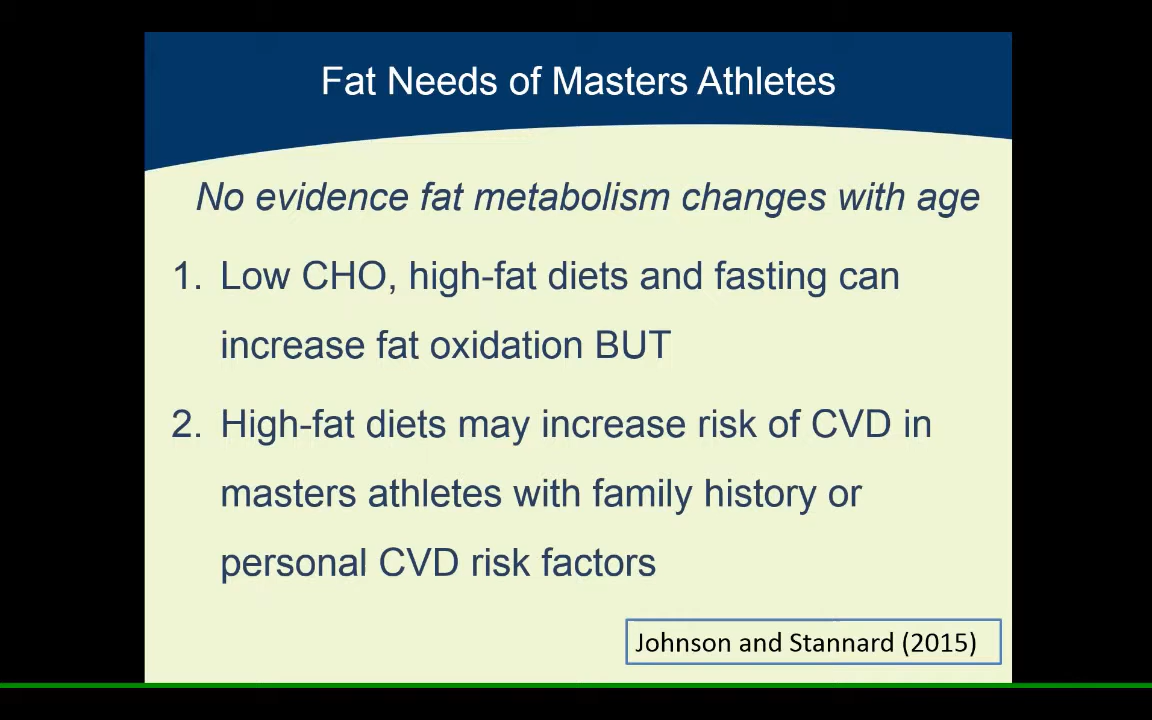 Fat Needs of Masters Athletes
No evidence fat metabolism changes with age
1. Low CHO, high-fat diets and fasting can
increase fat oxidation BUT
2. High-fat diets may increase risk of CVD in
masters athletes with family history or
personal CVD risk factors
Johnson and Stannard (2015)